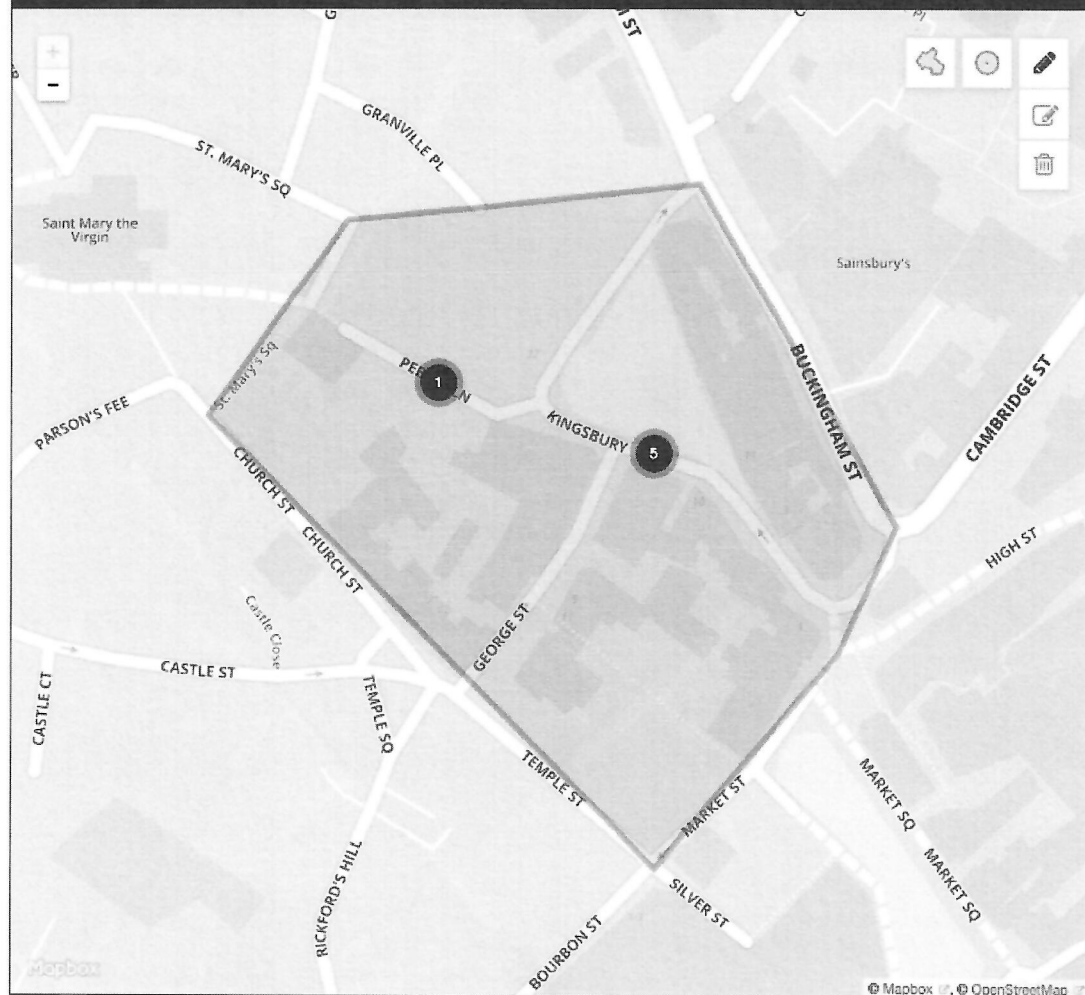 −
GRANVILLE PL
ST. MARY'S SQ
Saint Mary the
Virgin
Sainsbury's
1
KINGSBURY
5
BUCKINGHAM ST
CAMBRIDGE ST
St. Mary's Sq
PARSON'S FEE
CHURCH ST
CHURCH ST
HIGH ST
Castle Close
GEORGE ST
CASTLE ST
CASTLE CT
TEMPLE SQ
TEMPLE ST
MARKET ST
MARKET SQ
MARKET SQ
RICKFORD'S HILL
SILVER ST
BOURBON ST
Mapbox
© Mapbox, © OpenStreetMap